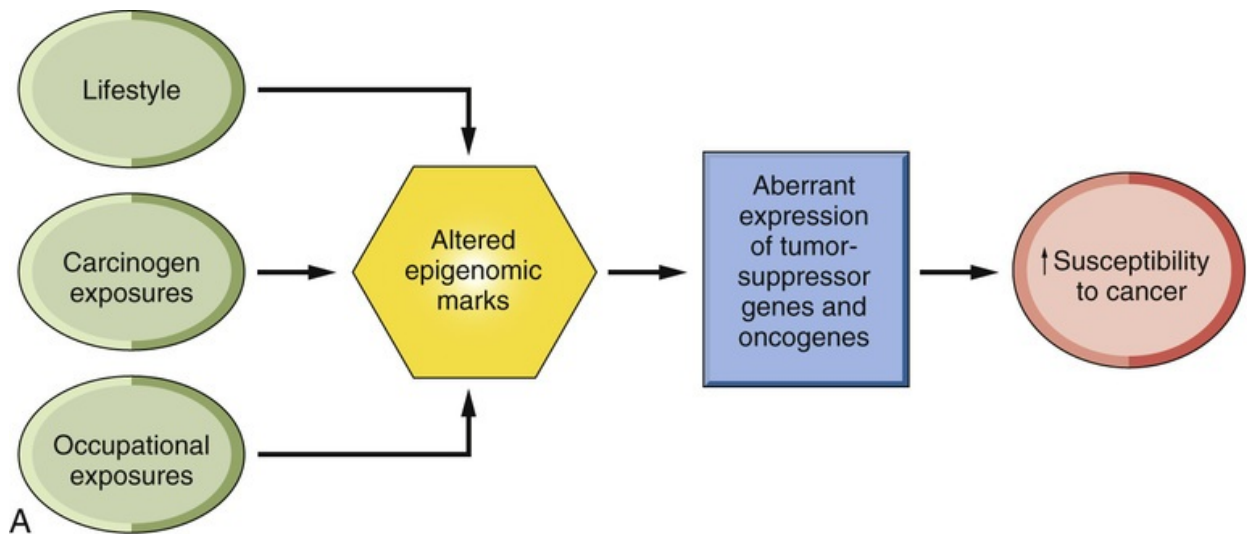 Lifestyle
Carcinogen
exposures
Occupational
exposures
Altered
epigenomic
marks
Aberrant
expression
of tumor-
suppressor
genes and
oncogenes
↑Susceptibility
to cancer
A